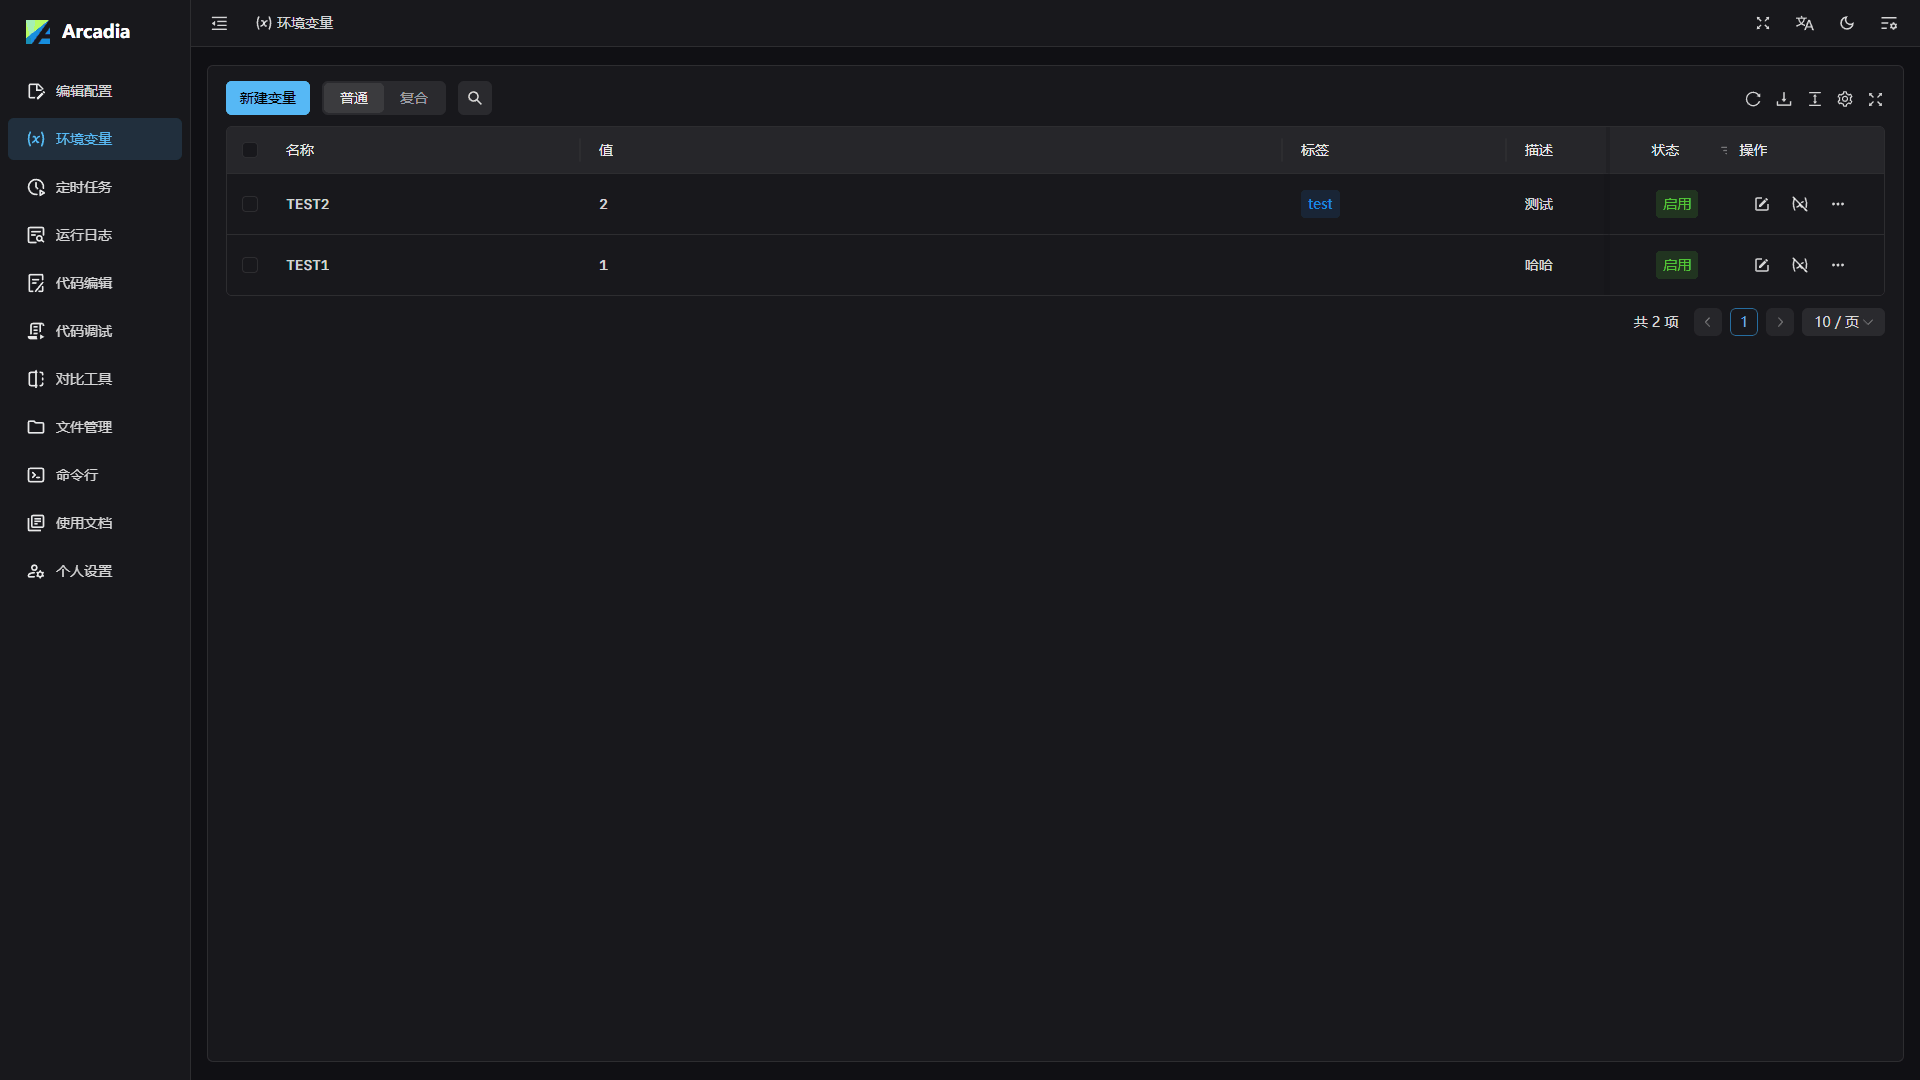 Arcadia
编辑配置
环境变量
定时任务
运行日志
代码编辑
代码调试
对比工具
文件管理
命令行
使用文档
个人设置
(x) 环境变量
新建变量 普通 复合
名称 值 标签 描述 状态 操作
TEST2 2 test 测试 启用
TEST1 1 哈哈 启用
共 2 项 1 10 / 页